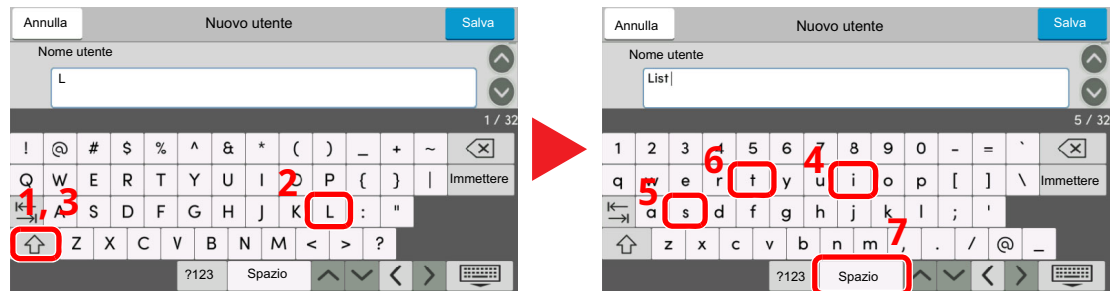 Annulla Nuovo utente Salva
Nome utente
L
1 / 32
! @ # $ % ^ & * ( ) _ + ~
Q W E R T Y U I O P { } | Immettere
A S D F G H J K L : "
Z X C V B N M < > ?
?123 Spazio
1, 3
2
Annulla Nuovo utente Salva
Nome utente
List
5 / 32
1 2 3 4 5 6 7 8 9 0 - = `
q w e r t y u i o p [ ] \ Immettere
a s d f g h j k l ; '
z x c v b n m , . / @ _
?123 Spazio
6
4
5
7